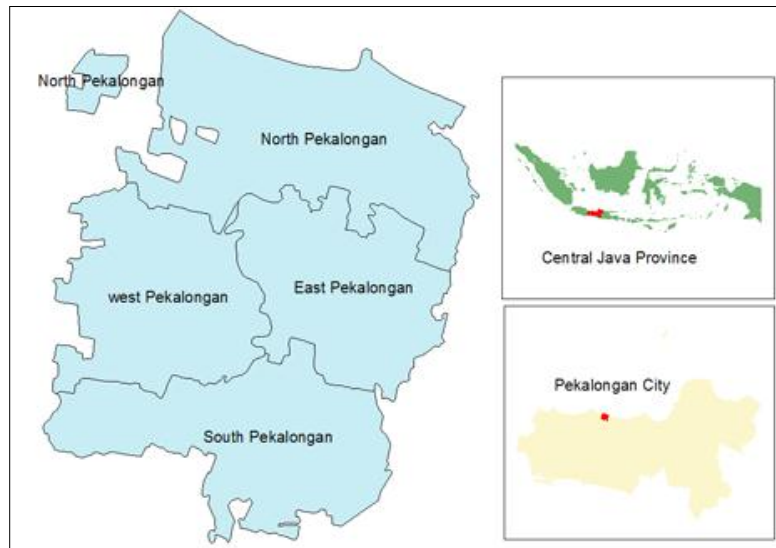 North Pekalongan
North Pekalongan
west Pekalongan
East Pekalongan
South Pekalongan
Central Java Province
Pekalongan City